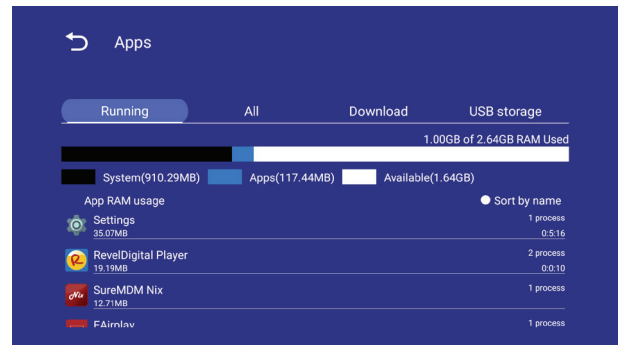 Apps
Running All Download USB storage
1.00GB of 2.64GB RAM Used
System(910.29MB) Apps(117.44MB) Available(1.64GB)
App RAM usage Sort by name
Settings 1 process
35.07MB 0:5:16
RevelDigital Player 2 process
19.19MB 0:0:10
Nix SureMDM Nix 1 process
12.71MB
EAirplay 1 process